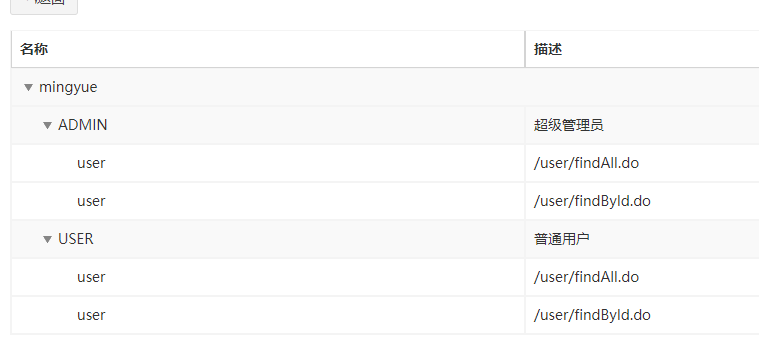 名称 描述
mingyue
ADMIN 超级管理员
user /user/findAll.do
user /user/findById.do
USER 普通用户
user /user/findAll.do
user /user/findById.do